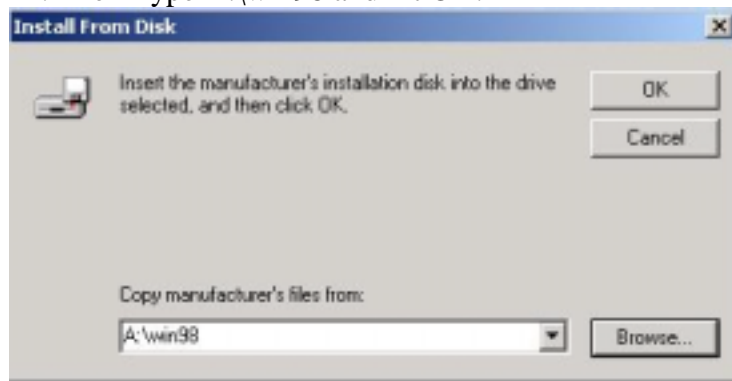 Install From Disk
Insert the manufacturer's installation disk into the drive
selected, and then click OK.
OK
Cancel
Copy manufacturer's files from:
A:\win98
Browse...